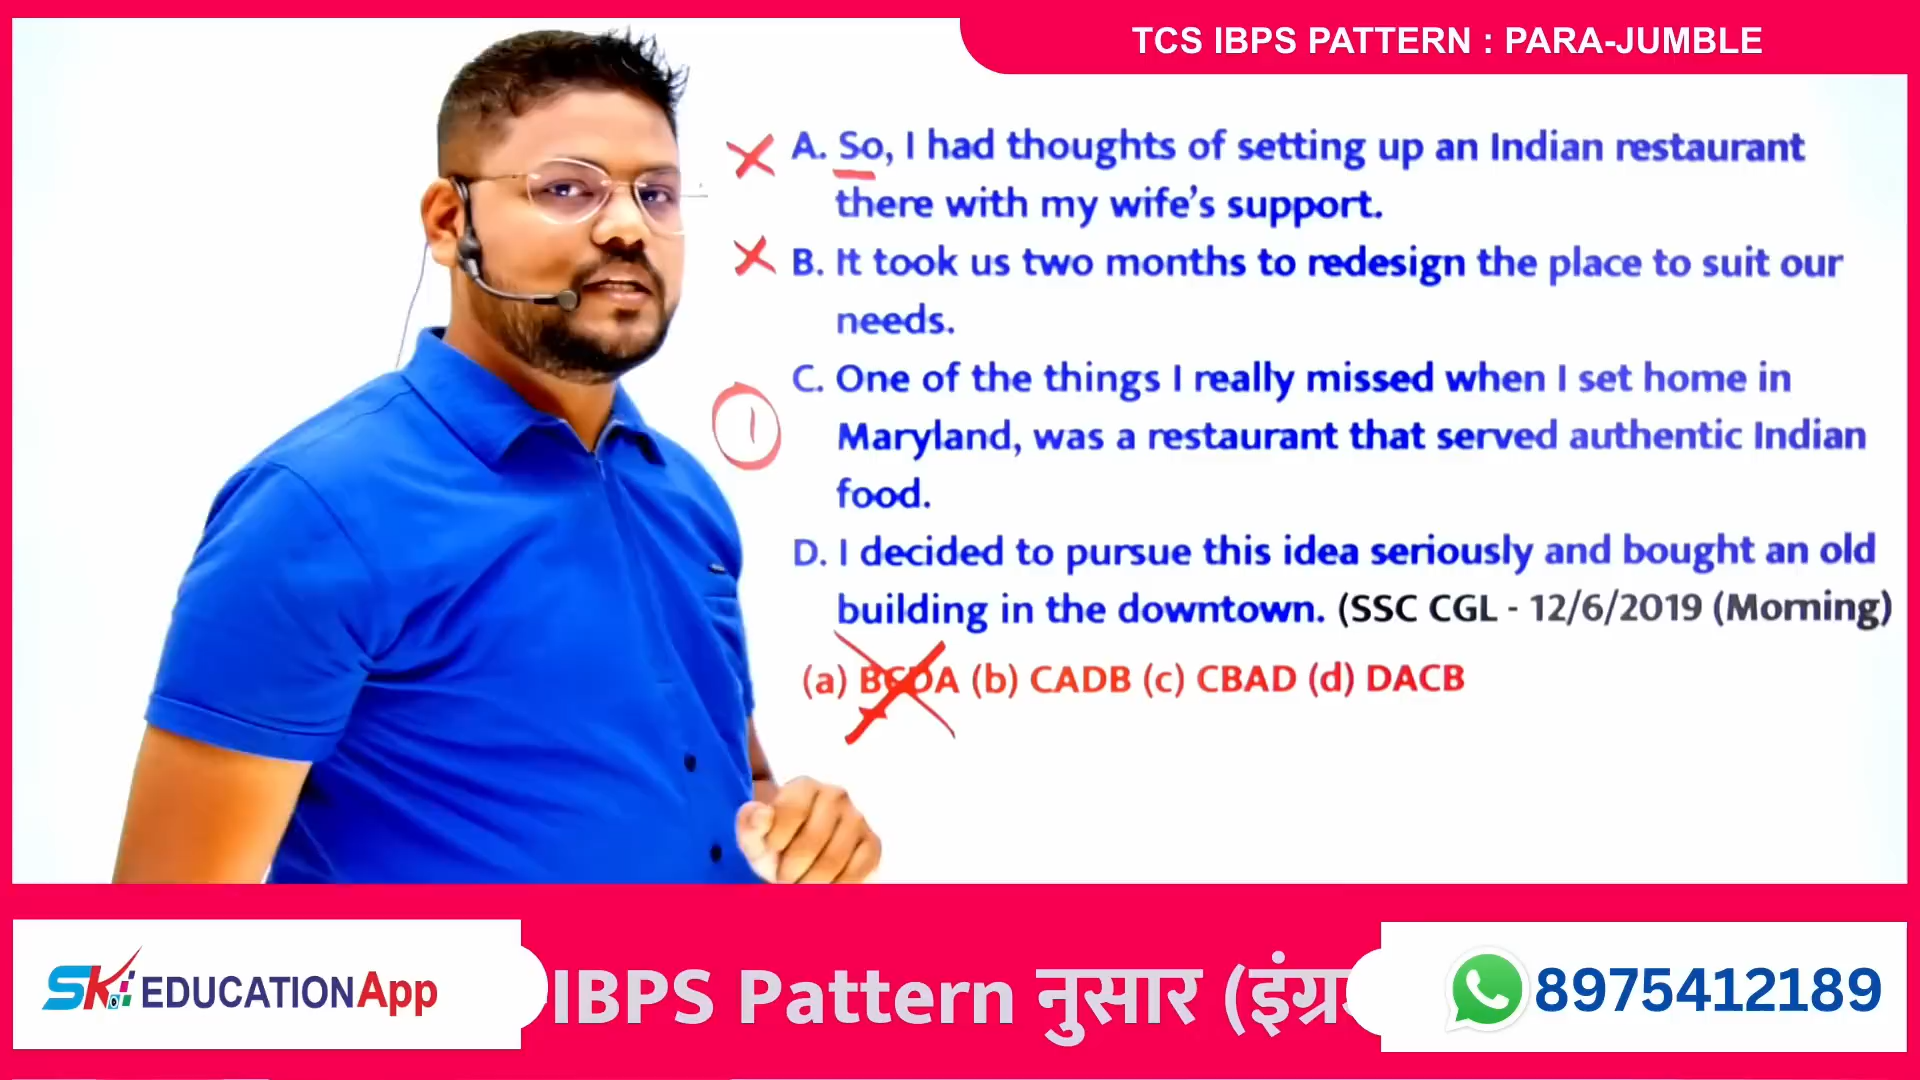 TCS IBPS PATTERN : PARA-JUMBLE
A. So, I had thoughts of setting up an Indian restaurant
there with my wife's support.
B. It took us two months to redesign the place to suit our
needs.
C. One of the things I really missed when I set home in
Maryland, was a restaurant that served authentic Indian
food.
1
D. I decided to pursue this idea seriously and bought an old
building in the downtown. (SSC CGL - 12/6/2019 (Morning)
(a) BCDA (b) CADB (c) CBAD (d) DACB
SK EDUCATION App
-IBPS Pattern नुसार (इंग्र
8975412189